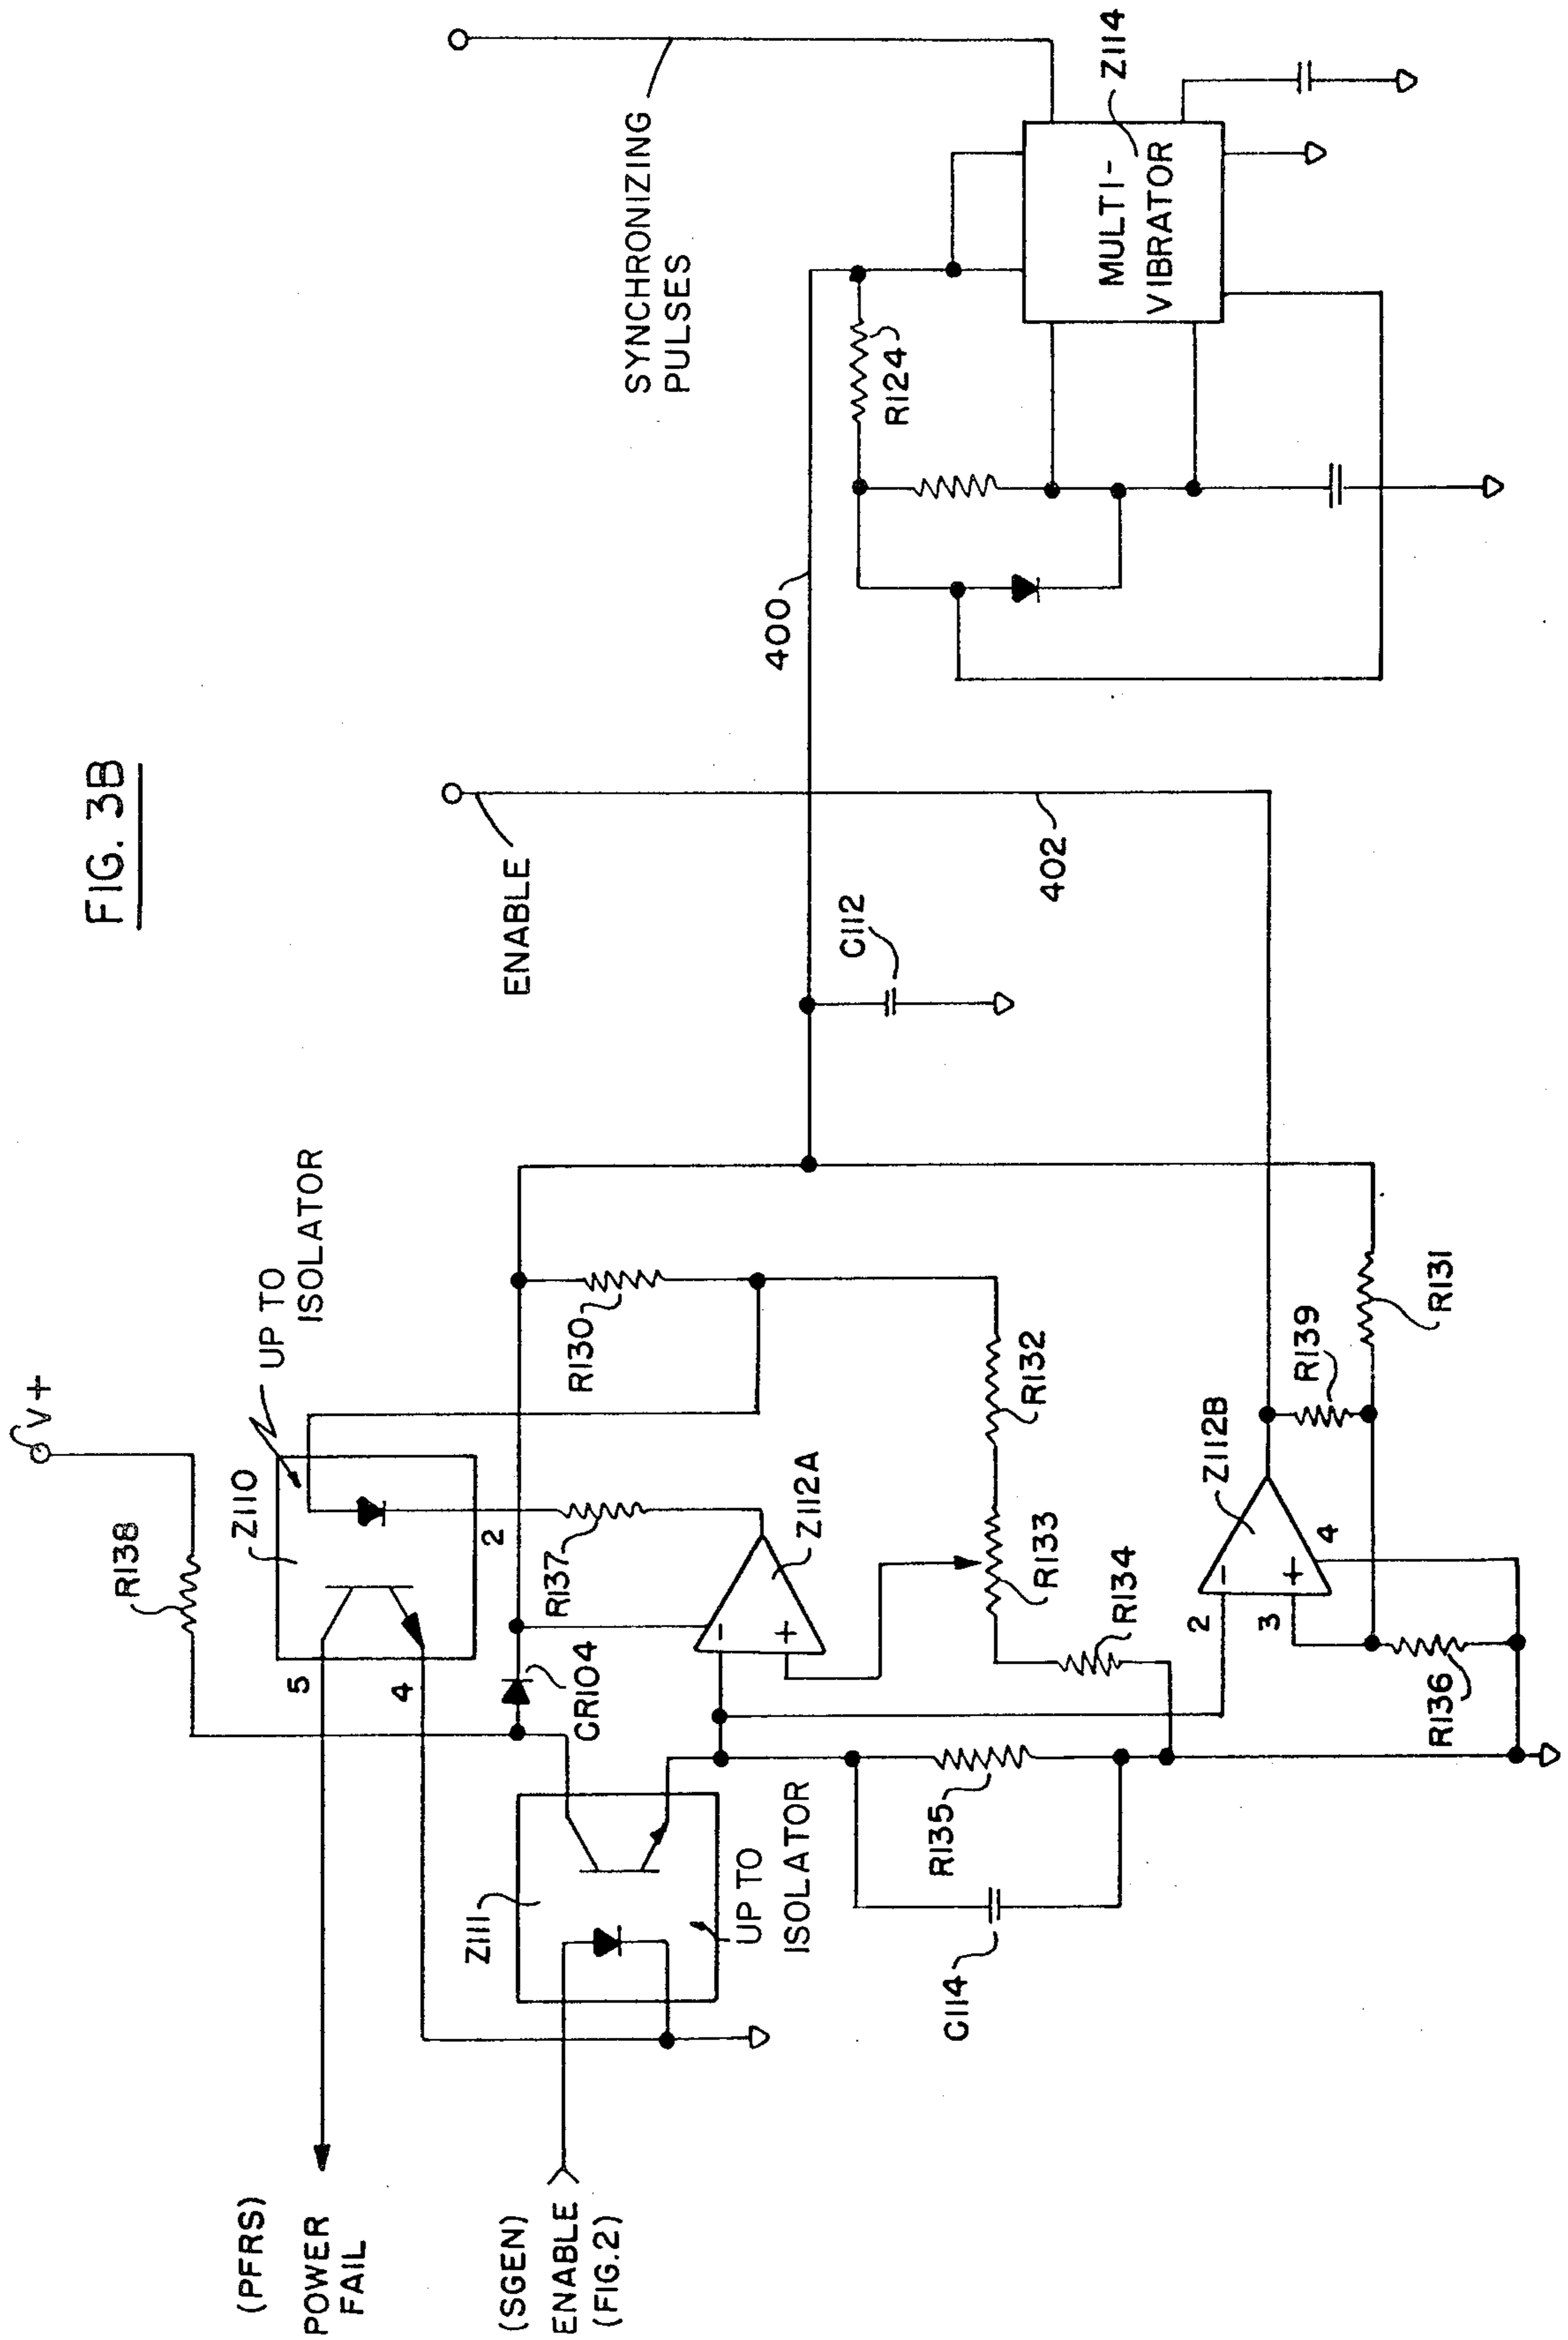 FIG. 3B
V+
R138
Z110
UP TO
ISOLATOR
5
4
2
(PFRS)
POWER
FAIL
R137
CR104
R130
Z112A
Z111
UP TO
ISOLATOR
(SGEN)
ENABLE
(FIG.2)
R132
R133
R134
R135
C114
Z112B
2
3
4
R139
R131
R136
ENABLE
402
C112
400
SYNCHRONIZING
PULSES
R124
MULTI-
VIBRATOR
Z114
-
+
-
+